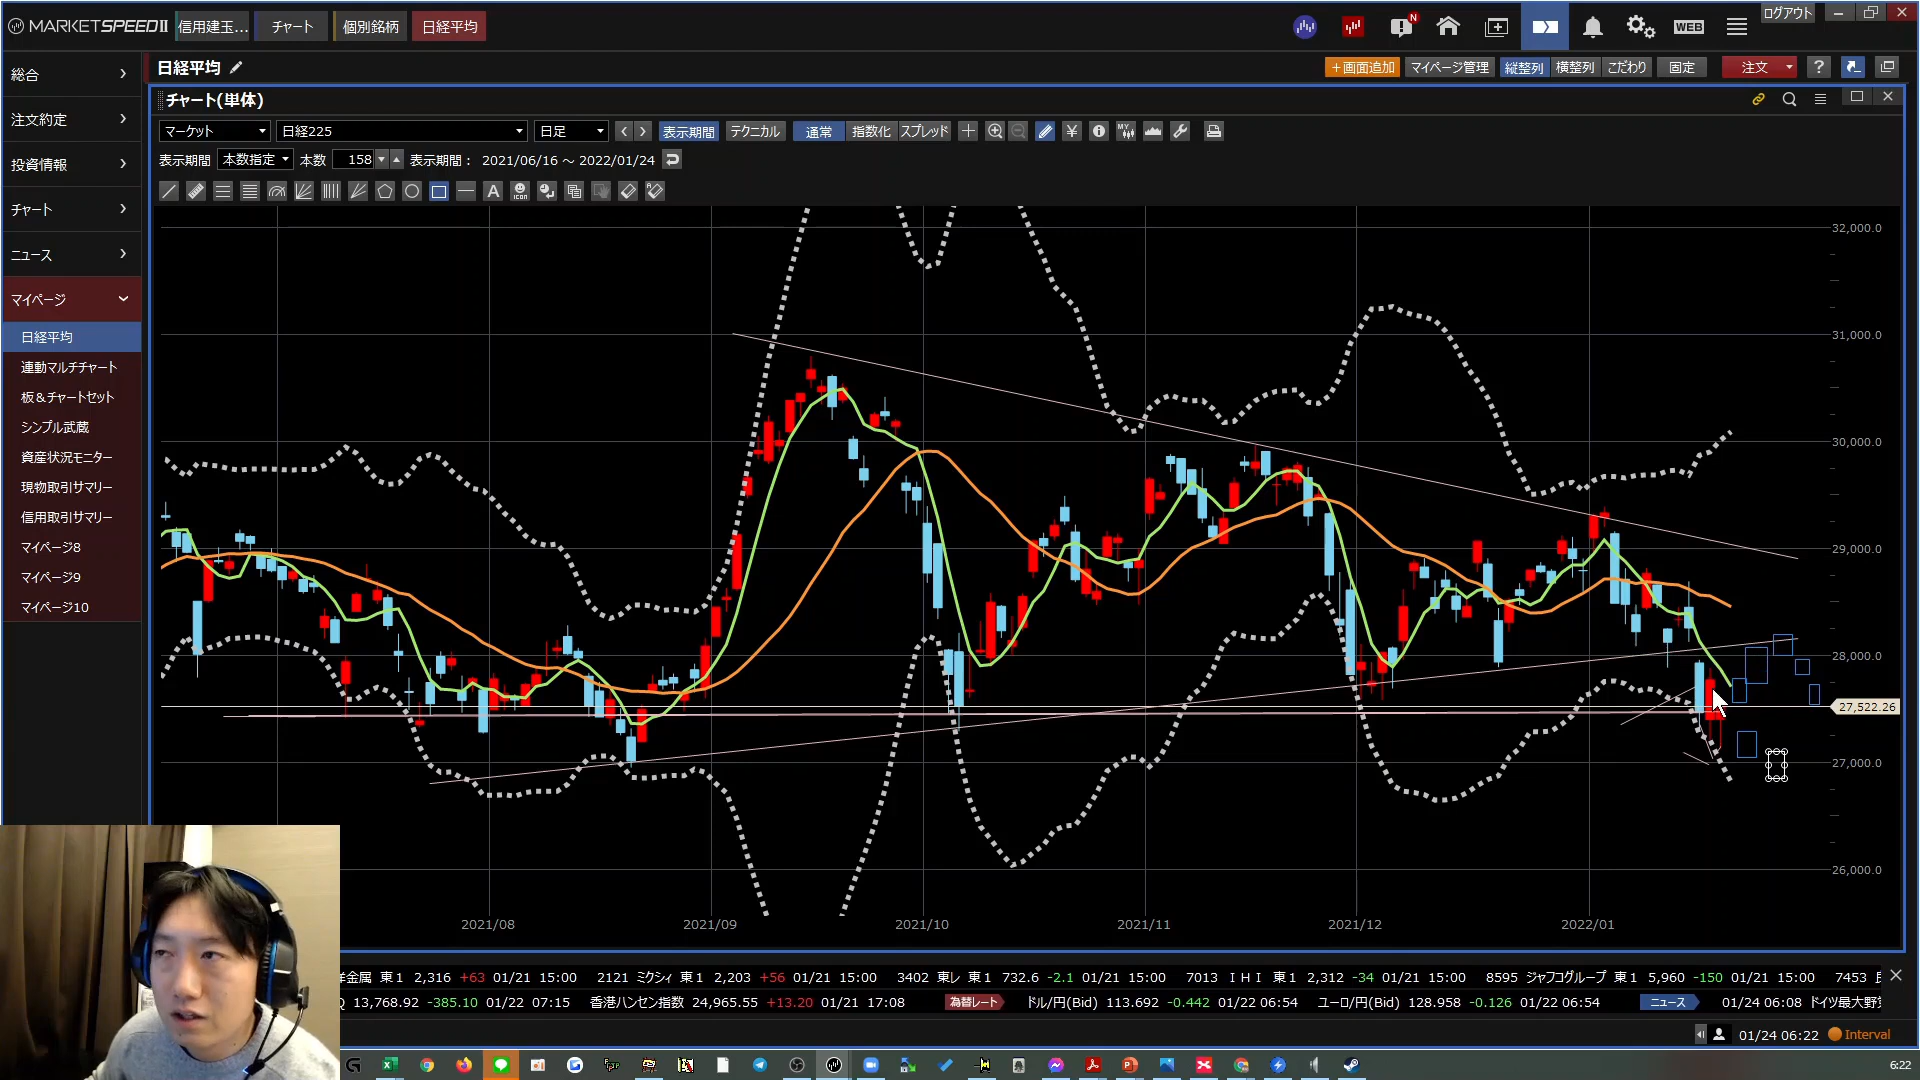 MARKETSPEED II
信用建玉...
チャート
個別銘柄
日経平均
N
WEB
ログアウト
総合
注文約定
投資情報
チャート
ニュース
マイページ
日経平均
連動マルチチャート
板&チャートセット
シンプル武蔵
資産状況モニター
現物取引サマリー
信用取引サマリー
マイページ8
マイページ9
マイページ10
日経平均
+画面追加
マイページ管理
縦整列
横整列
こだわり
固定
注文
?
チャート(単体)
マーケット
日経225
日足
表示期間
テクニカル
通常
指数化
スプレッド
¥
MY
表示期間
本数指定
本数
158
表示期間：
2021/06/16 ～ 2022/01/24
A
ICON
32,000.0
31,000.0
30,000.0
29,000.0
28,000.0
27,522.26
27,000.0
26,000.0
2021/08
2021/09
2021/10
2021/11
2021/12
2022/01
洋金属 東1 2,316 +63 01/21 15:00 2121 ミクシィ 東1 2,203 +56 01/21 15:00 3402 東レ 東1 732.6 -2.1 01/21 15:00 7013 ＩＨＩ 東1 2,312 -34 01/21 15:00 8595 ジャフコグループ 東1 5,960 -150 01/21 15:00 7453
Q 13,768.92 -385.10 01/22 07:15 香港ハンセン指数 24,965.55 +13.20 01/21 17:08 為替レート ドル/円(Bid) 113.692 -0.442 01/22 06:54 ユーロ/円(Bid) 128.958 -0.126 01/22 06:54 ニュース 01/24 06:08 ドイツ最大野
01/24 06:22
Interval
6:22